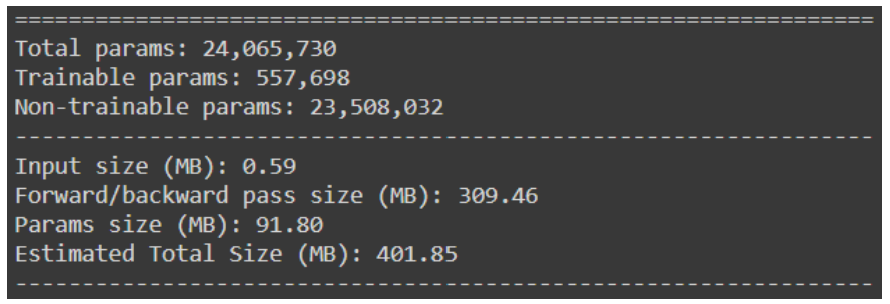 ================================================================
Total params: 24,065,730
Trainable params: 557,698
Non-trainable params: 23,508,032
----------------------------------------------------------------
Input size (MB): 0.59
Forward/backward pass size (MB): 309.46
Params size (MB): 91.80
Estimated Total Size (MB): 401.85
----------------------------------------------------------------